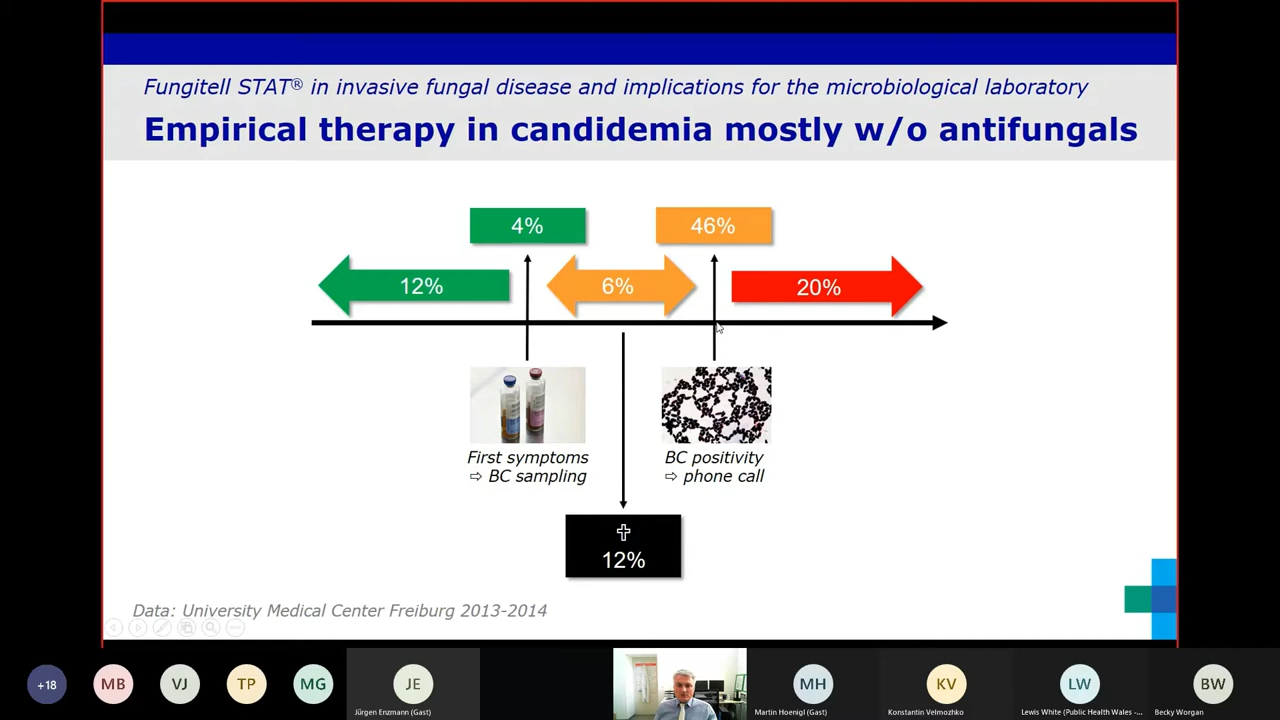 Fungitell STAT® in invasive fungal disease and implications for the microbiological laboratory
Empirical therapy in candidemia mostly w/o antifungals
4%
46%
12%
6%
20%
First symptoms
⇨ BC sampling
BC positivity
⇨ phone call
✞
12%
Data: University Medical Center Freiburg 2013-2014
+18
MB
VJ
TP
MG
JE
MH
KV
LW
BW
Jürgen Enzmann (Gast)
Martin Hoenigl (Gast)
Konstantin Velmozhko
Lewis White (Public Health Wales -...
Becky Worgan